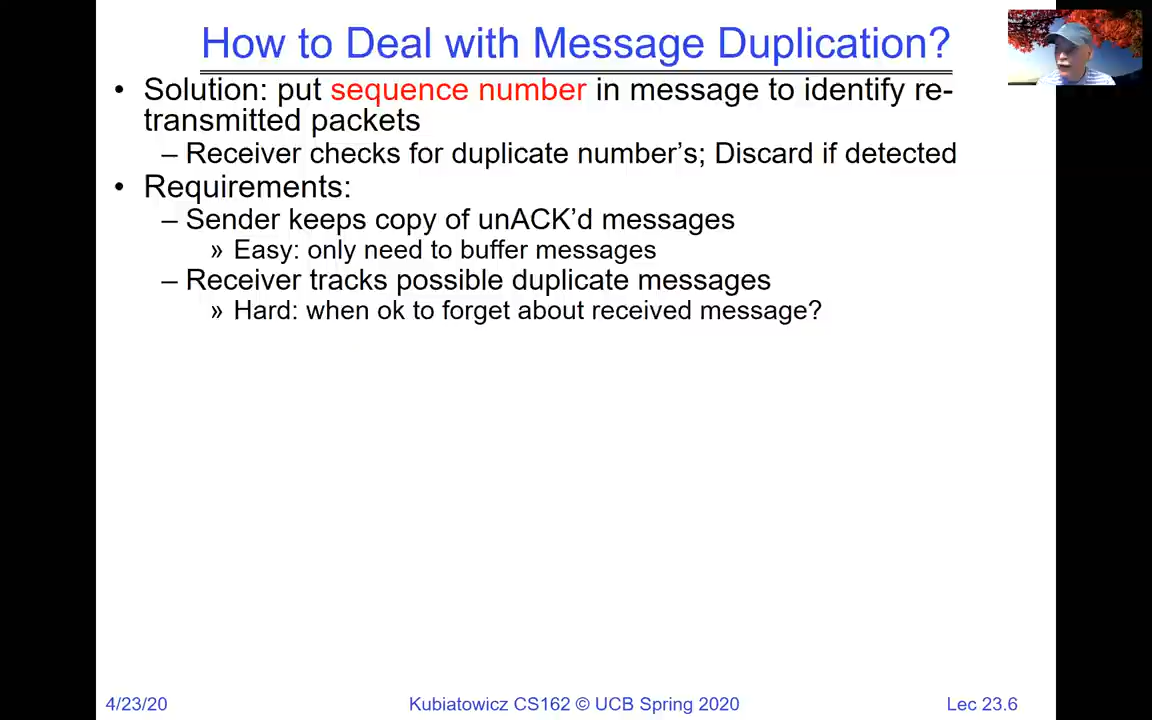 How to Deal with Message Duplication?
• Solution: put sequence number in message to identify re-
transmitted packets
– Receiver checks for duplicate number's; Discard if detected
• Requirements:
– Sender keeps copy of unACK'd messages
» Easy: only need to buffer messages
– Receiver tracks possible duplicate messages
» Hard: when ok to forget about received message?
4/23/20 Kubiatowicz CS162 © UCB Spring 2020 Lec 23.6